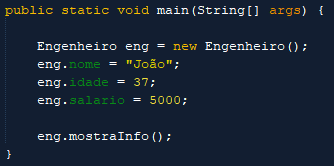 public static void main(String[] args) {
Engenheiro eng = new Engenheiro();
eng.nome = "João";
eng.idade = 37;
eng.salario = 5000;
eng.mostraInfo();
}